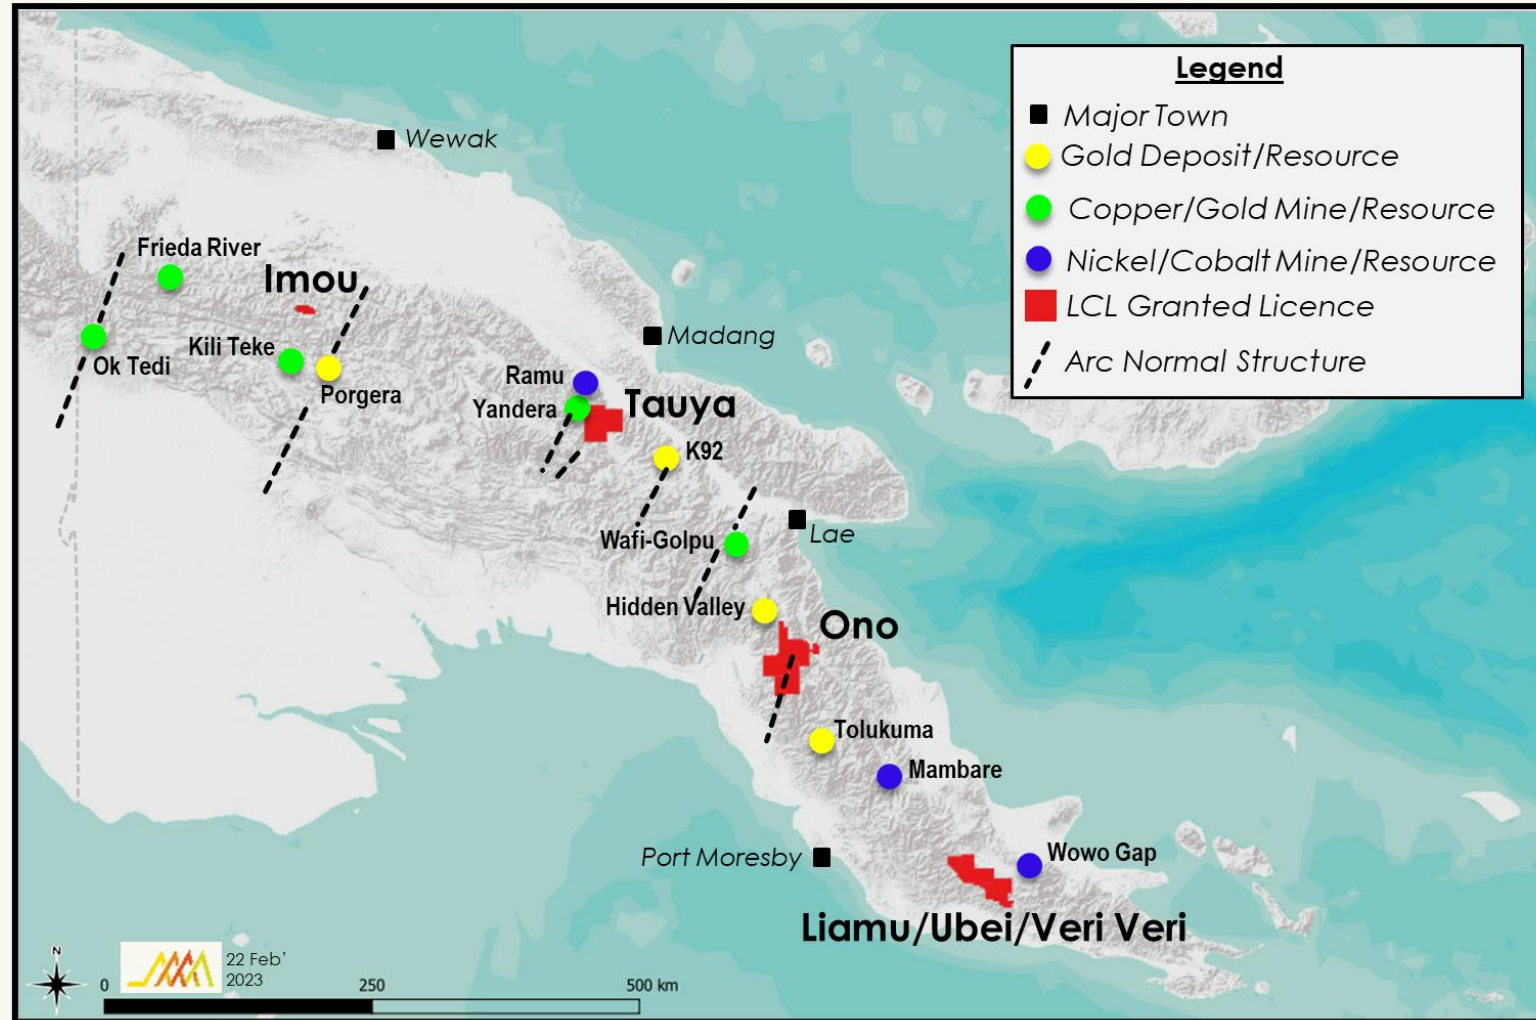 Legend
Major Town
Gold Deposit/Resource
Copper/Gold Mine/Resource
Nickel/Cobalt Mine/Resource
LCL Granted Licence
Arc Normal Structure
Wewak
Frieda River
Imou
Ok Tedi
Kili Teke
Porgera
Madang
Ramu
Yandera
Tauya
K92
Wafi-Golpu
Lae
Hidden Valley
Ono
Tolukuma
Mambare
Port Moresby
Wowo Gap
Liamu/Ubei/Veri Veri
N
22 Feb'
2023
0 250 500 km